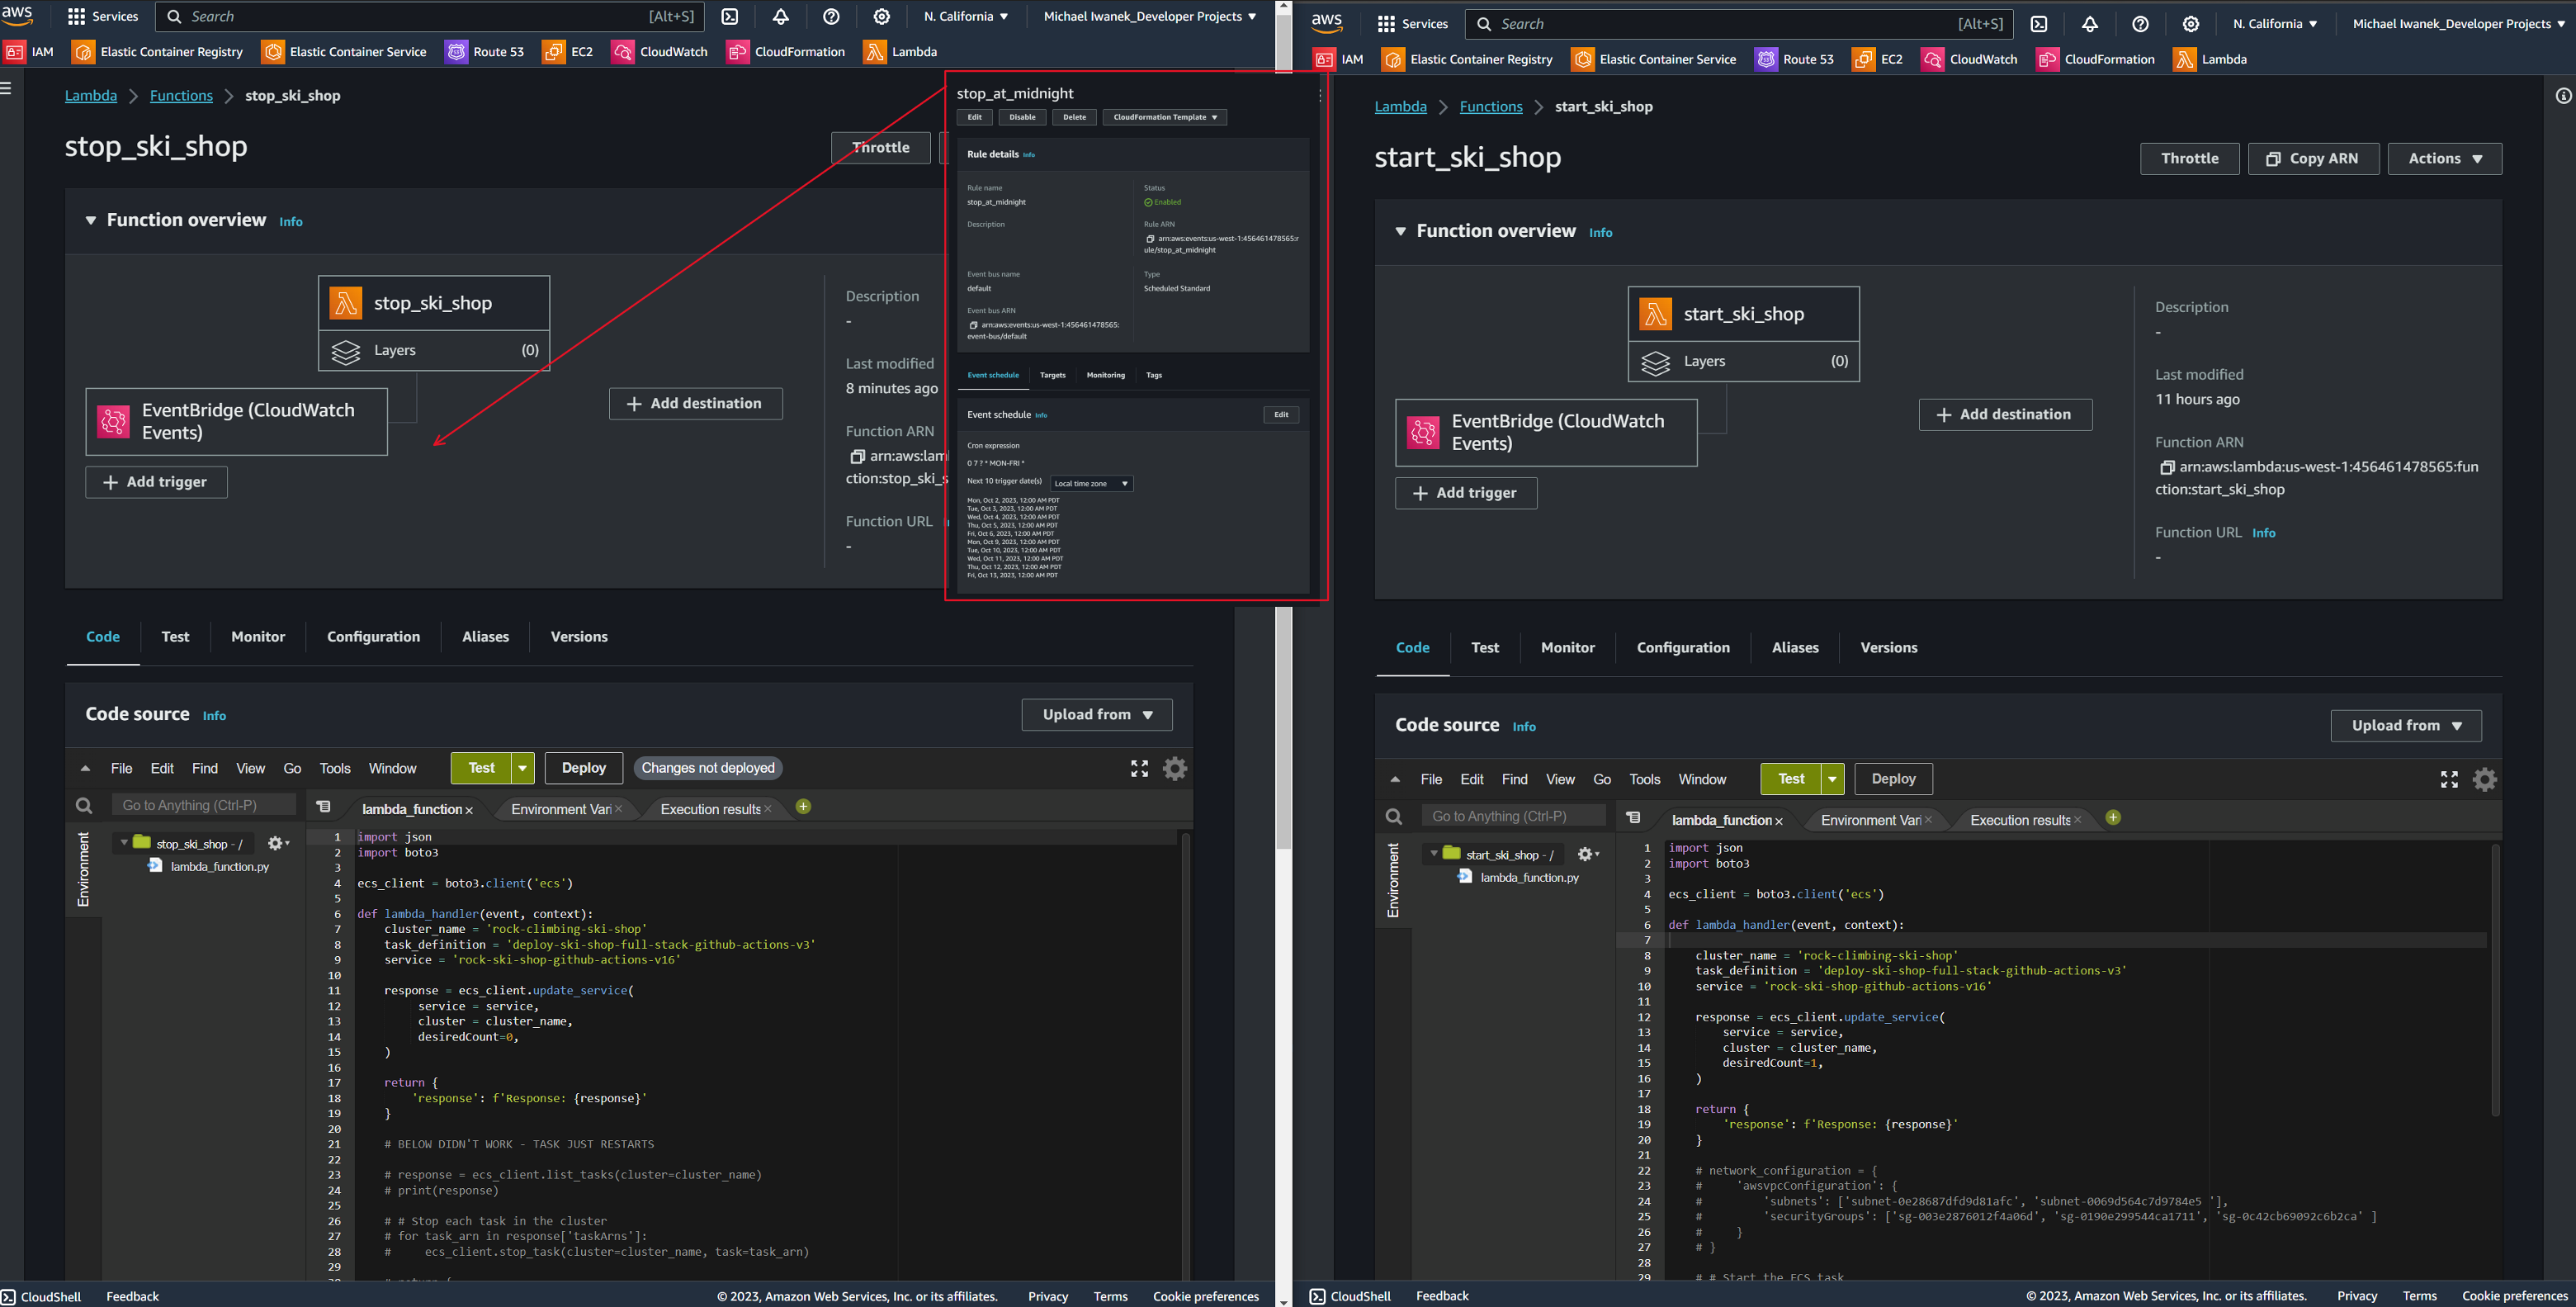 aws
Services
Search
[Alt+S]
N. California
Michael Iwanek_Developer Projects
IAM
Elastic Container Registry
Elastic Container Service
Route 53
EC2
CloudWatch
CloudFormation
Lambda
Lambda
Functions
stop_ski_shop
stop_ski_shop
Throttle
Function overview
Info
stop_ski_shop
Layers
(0)
EventBridge (CloudWatch
Events)
Add trigger
Add destination
Description
-
Last modified
8 minutes ago
Function ARN
arn:aws:lam
ction:stop_ski_s
Function URL
-
stop_at_midnight
Edit
Disable
Delete
CloudFormation Template
Rule details
Info
Rule name
stop_at_midnight
Status
Enabled
Description
Rule ARN
arn:aws:events:us-west-1:456461478565:r
ule/stop_at_midnight
Event bus name
default
Type
Scheduled Standard
Event bus ARN
arn:aws:events:us-west-1:456461478565:
event-bus/default
Event schedule
Targets
Monitoring
Tags
Event schedule
Info
Edit
Cron expression
0 7 ? * MON-FRI *
Next 10 trigger date(s)
Local time zone
Mon, Oct 2, 2023, 12:00 AM PDT
Tue, Oct 3, 2023, 12:00 AM PDT
Wed, Oct 4, 2023, 12:00 AM PDT
Thu, Oct 5, 2023, 12:00 AM PDT
Fri, Oct 6, 2023, 12:00 AM PDT
Mon, Oct 9, 2023, 12:00 AM PDT
Tue, Oct 10, 2023, 12:00 AM PDT
Wed, Oct 11, 2023, 12:00 AM PDT
Thu, Oct 12, 2023, 12:00 AM PDT
Fri, Oct 13, 2023, 12:00 AM PDT
Code
Test
Monitor
Configuration
Aliases
Versions
Code source
Info
Upload from
File
Edit
Find
View
Go
Tools
Window
Test
Deploy
Changes not deployed
Go to Anything (Ctrl-P)
lambda_function
Environment Vari
Execution results
Environment
stop_ski_shop - /
lambda_function.py
1 import json
2 import boto3
3
4 ecs_client = boto3.client('ecs')
5
6 def lambda_handler(event, context):
7 cluster_name = 'rock-climbing-ski-shop'
8 task_definition = 'deploy-ski-shop-full-stack-github-actions-v3'
9 service = 'rock-ski-shop-github-actions-v16'
10
11 response = ecs_client.update_service(
12 service = service,
13 cluster = cluster_name,
14 desiredCount=0,
15 )
16
17 return {
18 'response': f'Response: {response}'
19 }
20
21 # BELOW DIDN'T WORK - TASK JUST RESTARTS
22
23 # response = ecs_client.list_tasks(cluster=cluster_name)
24 # print(response)
25
26 # # Stop each task in the cluster
27 # for task_arn in response['taskArns']:
28 # ecs_client.stop_task(cluster=cluster_name, task=task_arn)
29
CloudShell
Feedback
© 2023, Amazon Web Services, Inc. or its affiliates.
Privacy
Terms
Cookie preferences
aws
Services
Search
[Alt+S]
N. California
Michael Iwanek_Developer Projects
IAM
Elastic Container Registry
Elastic Container Service
Route 53
EC2
CloudWatch
CloudFormation
Lambda
Lambda
Functions
start_ski_shop
start_ski_shop
Throttle
Copy ARN
Actions
Function overview
Info
start_ski_shop
Layers
(0)
EventBridge (CloudWatch
Events)
Add trigger
Add destination
Description
-
Last modified
11 hours ago
Function ARN
arn:aws:lambda:us-west-1:456461478565:fun
ction:start_ski_shop
Function URL
Info
-
Code
Test
Monitor
Configuration
Aliases
Versions
Code source
Info
Upload from
File
Edit
Find
View
Go
Tools
Window
Test
Deploy
Go to Anything (Ctrl-P)
lambda_function
Environment Vari
Execution results
Environment
start_ski_shop - /
lambda_function.py
1 import json
2 import boto3
3
4 ecs_client = boto3.client('ecs')
5
6 def lambda_handler(event, context):
7
8 cluster_name = 'rock-climbing-ski-shop'
9 task_definition = 'deploy-ski-shop-full-stack-github-actions-v3'
10 service = 'rock-ski-shop-github-actions-v16'
11
12 response = ecs_client.update_service(
13 service = service,
14 cluster = cluster_name,
15 desiredCount=1,
16 )
17
18 return {
19 'response': f'Response: {response}'
20 }
21
22 # network_configuration = {
23 # 'awsvpcConfiguration': {
24 # 'subnets': ['subnet-0e28687dfd9d81afc', 'subnet-0069d564c7d9784e5 '],
25 # 'securityGroups': ['sg-003e2876012f4a06d', 'sg-0190e299544ca1711', 'sg-0c42cb69092c6b2ca' ]
26 # }
27 # }
28
29 # # Start the ECS task
CloudShell
Feedback
© 2023, Amazon Web Services, Inc. or its affiliates.
Privacy
Terms
Cookie preferences